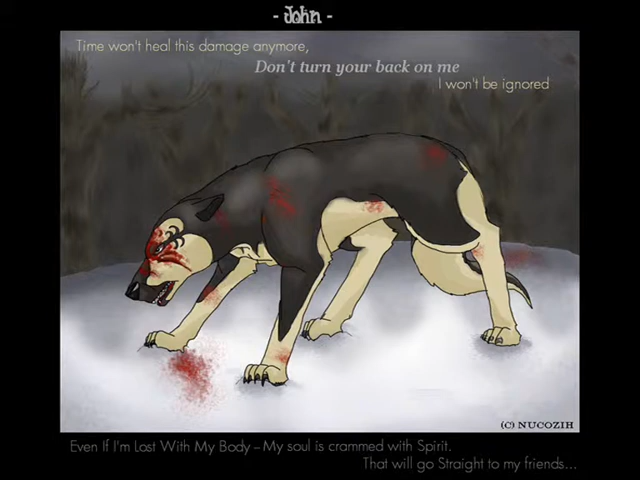 - John -
Time won't heal this damage anymore,
Don't turn your back on me
I won't be ignored
(C) NUCOZIH
Even If I'm Lost With My Body - My soul is crammed with Spirit.
That will go Straight to my friends...